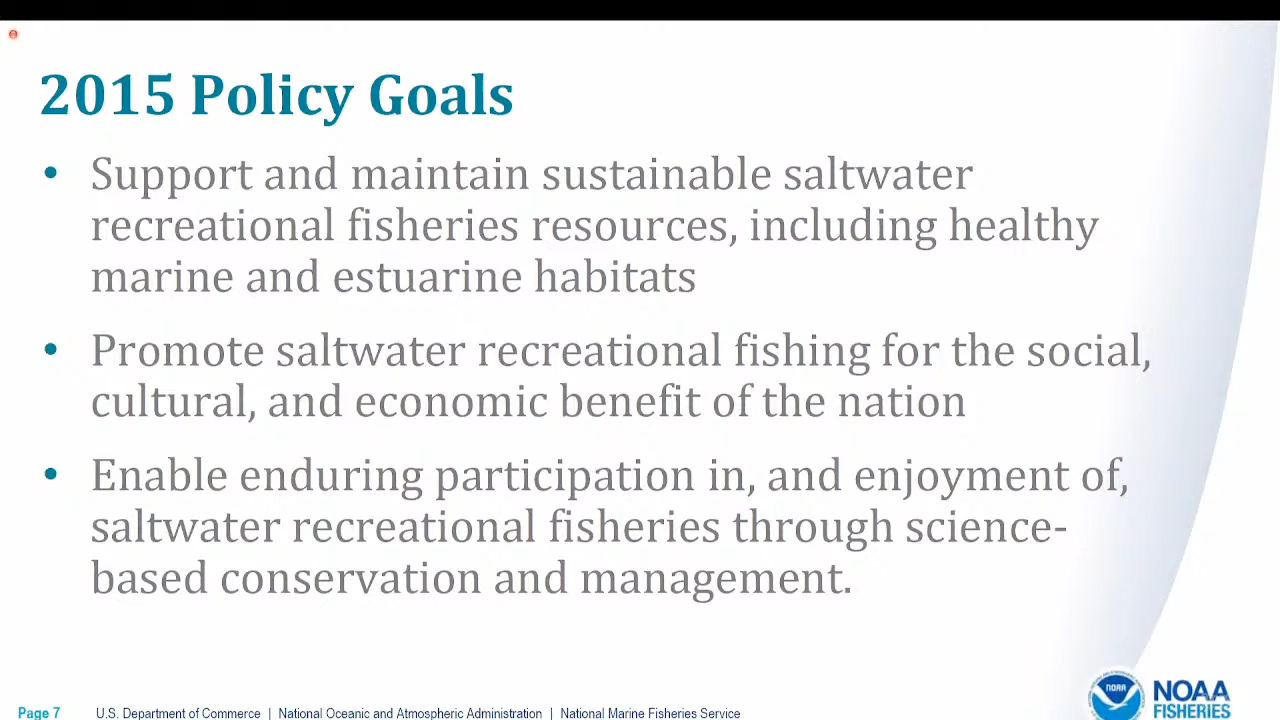 2015 Policy Goals
• Support and maintain sustainable saltwater
recreational fisheries resources, including healthy
marine and estuarine habitats
• Promote saltwater recreational fishing for the social,
cultural, and economic benefit of the nation
• Enable enduring participation in, and enjoyment of,
saltwater recreational fisheries through science-
based conservation and management.
Page 7 U.S. Department of Commerce | National Oceanic and Atmospheric Administration | National Marine Fisheries Service
NOAA
NOAA
FISHERIES